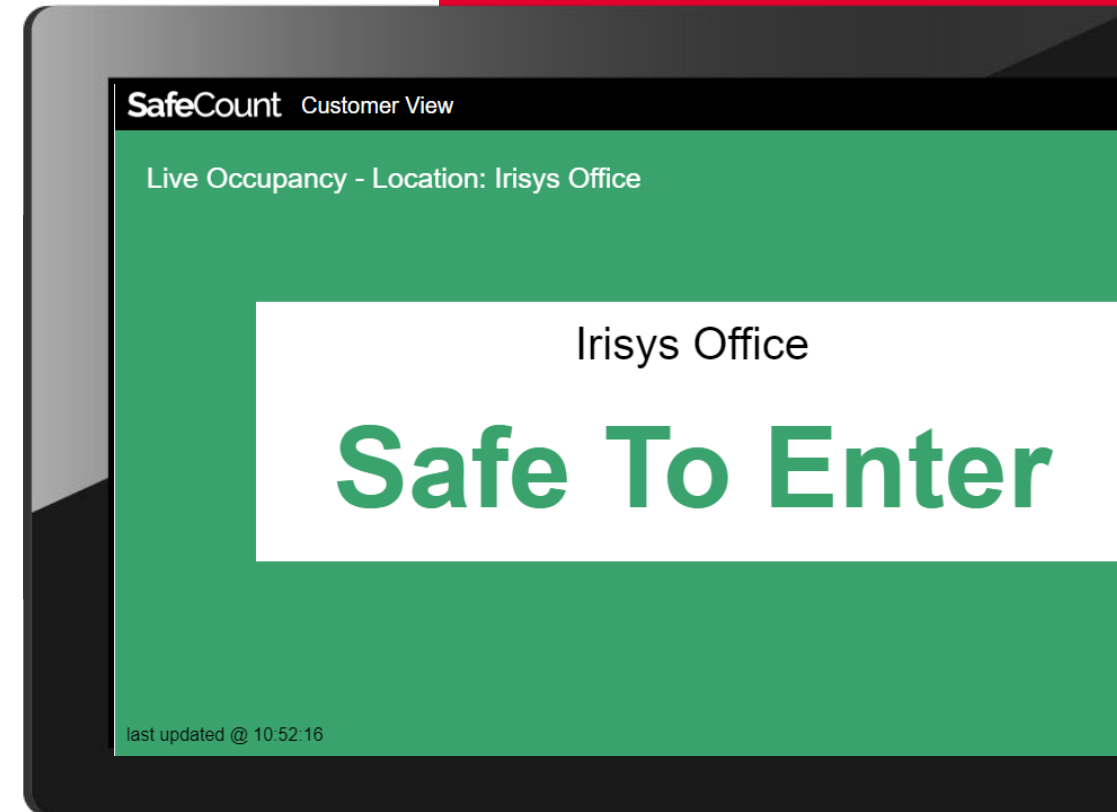 SafeCount Customer View
Live Occupancy - Location: Irisys Office
Irisys Office
Safe To Enter
last updated @ 10:52:16